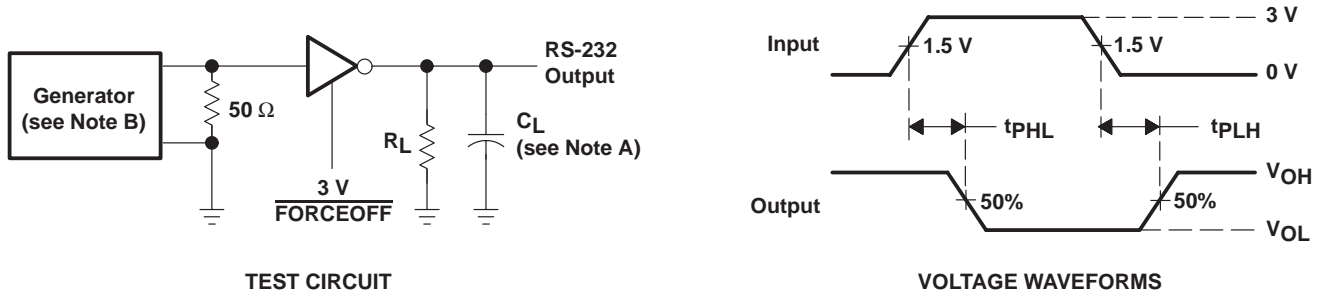 Generator
(see Note B)
50 Ω
3 V
FORCEOFF
RL
CL
(see Note A)
RS-232
Output
TEST CIRCUIT
Input
1.5 V
1.5 V
3 V
0 V
tPHL
tPLH
Output
50%
50%
VOH
VOL
VOLTAGE WAVEFORMS